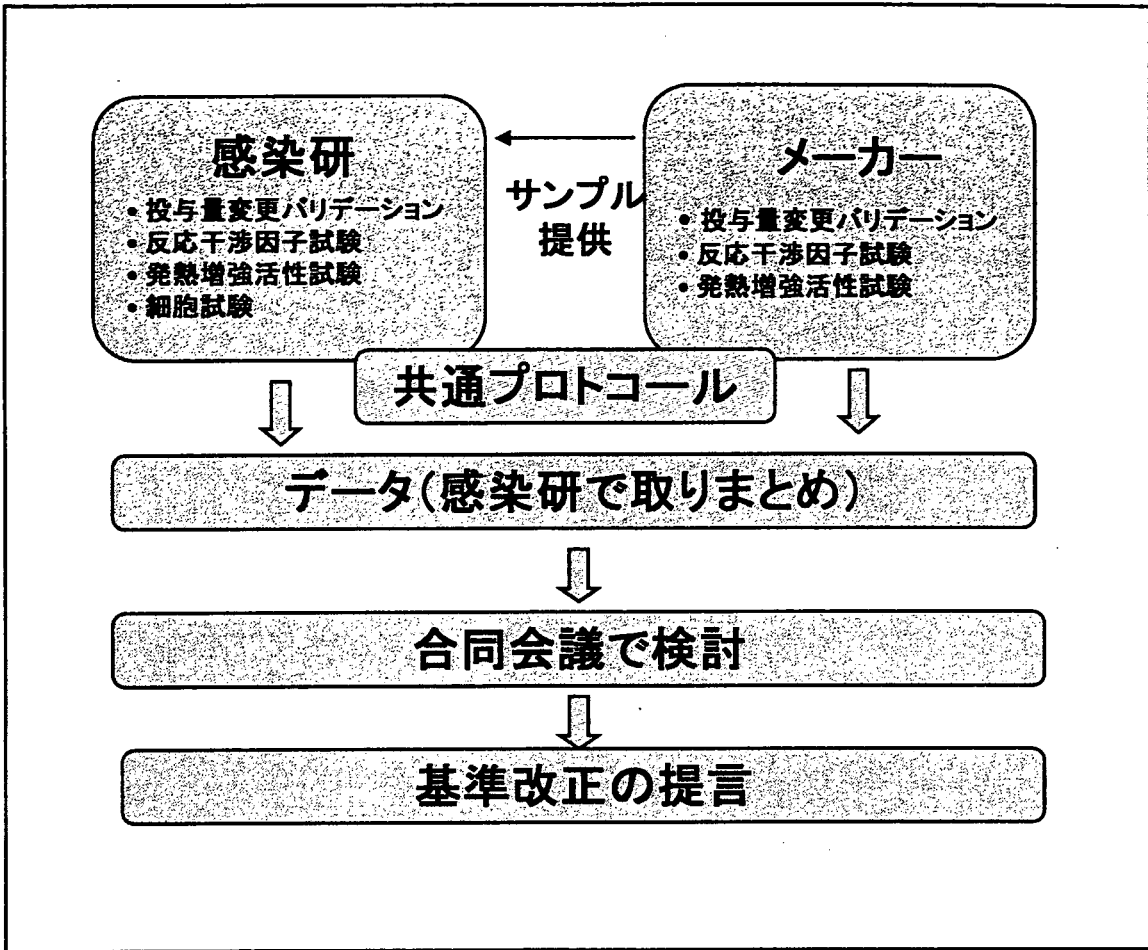 感染研
• 投与量変更バリデーション
• 反応干渉因子試験
• 発熱増強活性試験
• 細胞試験
サンプル
提供
メーカー
• 投与量変更バリデーション
• 反応干渉因子試験
• 発熱増強活性試験
共通プロトコール
データ(感染研で取りまとめ)
合同会議で検討
基準改正の提言